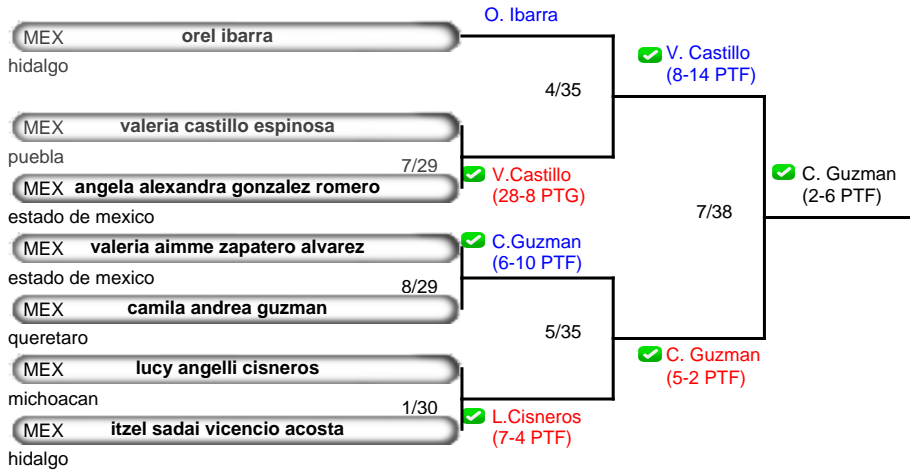 O. Ibarra
MEX orel ibarra
hidalgo
V. Castillo
(8-14 PTF)
4/35
MEX valeria castillo espinosa
puebla
7/29
V.Castillo
(28-8 PTG)
MEX angela alexandra gonzalez romero
estado de mexico
C. Guzman
(2-6 PTF)
7/38
MEX valeria aimme zapatero alvarez
estado de mexico
C.Guzman
(6-10 PTF)
8/29
MEX camila andrea guzman
queretaro
5/35
C. Guzman
(5-2 PTF)
MEX lucy angelli cisneros
michoacan
1/30
L.Cisneros
(7-4 PTF)
MEX itzel sadai vicencio acosta
hidalgo